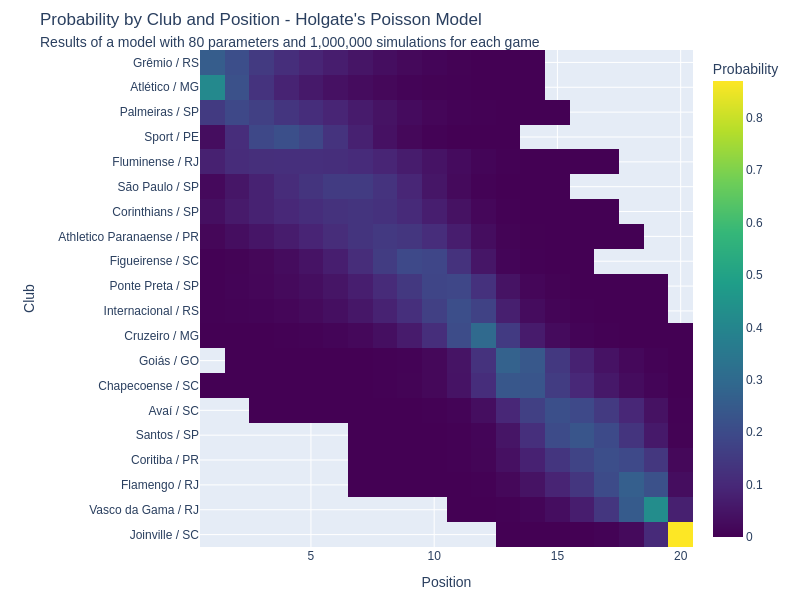 Probability by Club and Position - Holgate's Poisson Model
Results of a model with 80 parameters and 1,000,000 simulations for each game
Probability
Club
Grêmio / RS
Atlético / MG
Palmeiras / SP
Sport / PE
Fluminense / RJ
São Paulo / SP
Corinthians / SP
Athletico Paranaense / PR
Figueirense / SC
Ponte Preta / SP
Internacional / RS
Cruzeiro / MG
Goiás / GO
Chapecoense / SC
Avaí / SC
Santos / SP
Coritiba / PR
Flamengo / RJ
Vasco da Gama / RJ
Joinville / SC
0.8
0.7
0.6
0.5
0.4
0.3
0.2
0.1
0
5
10
15
20
Position